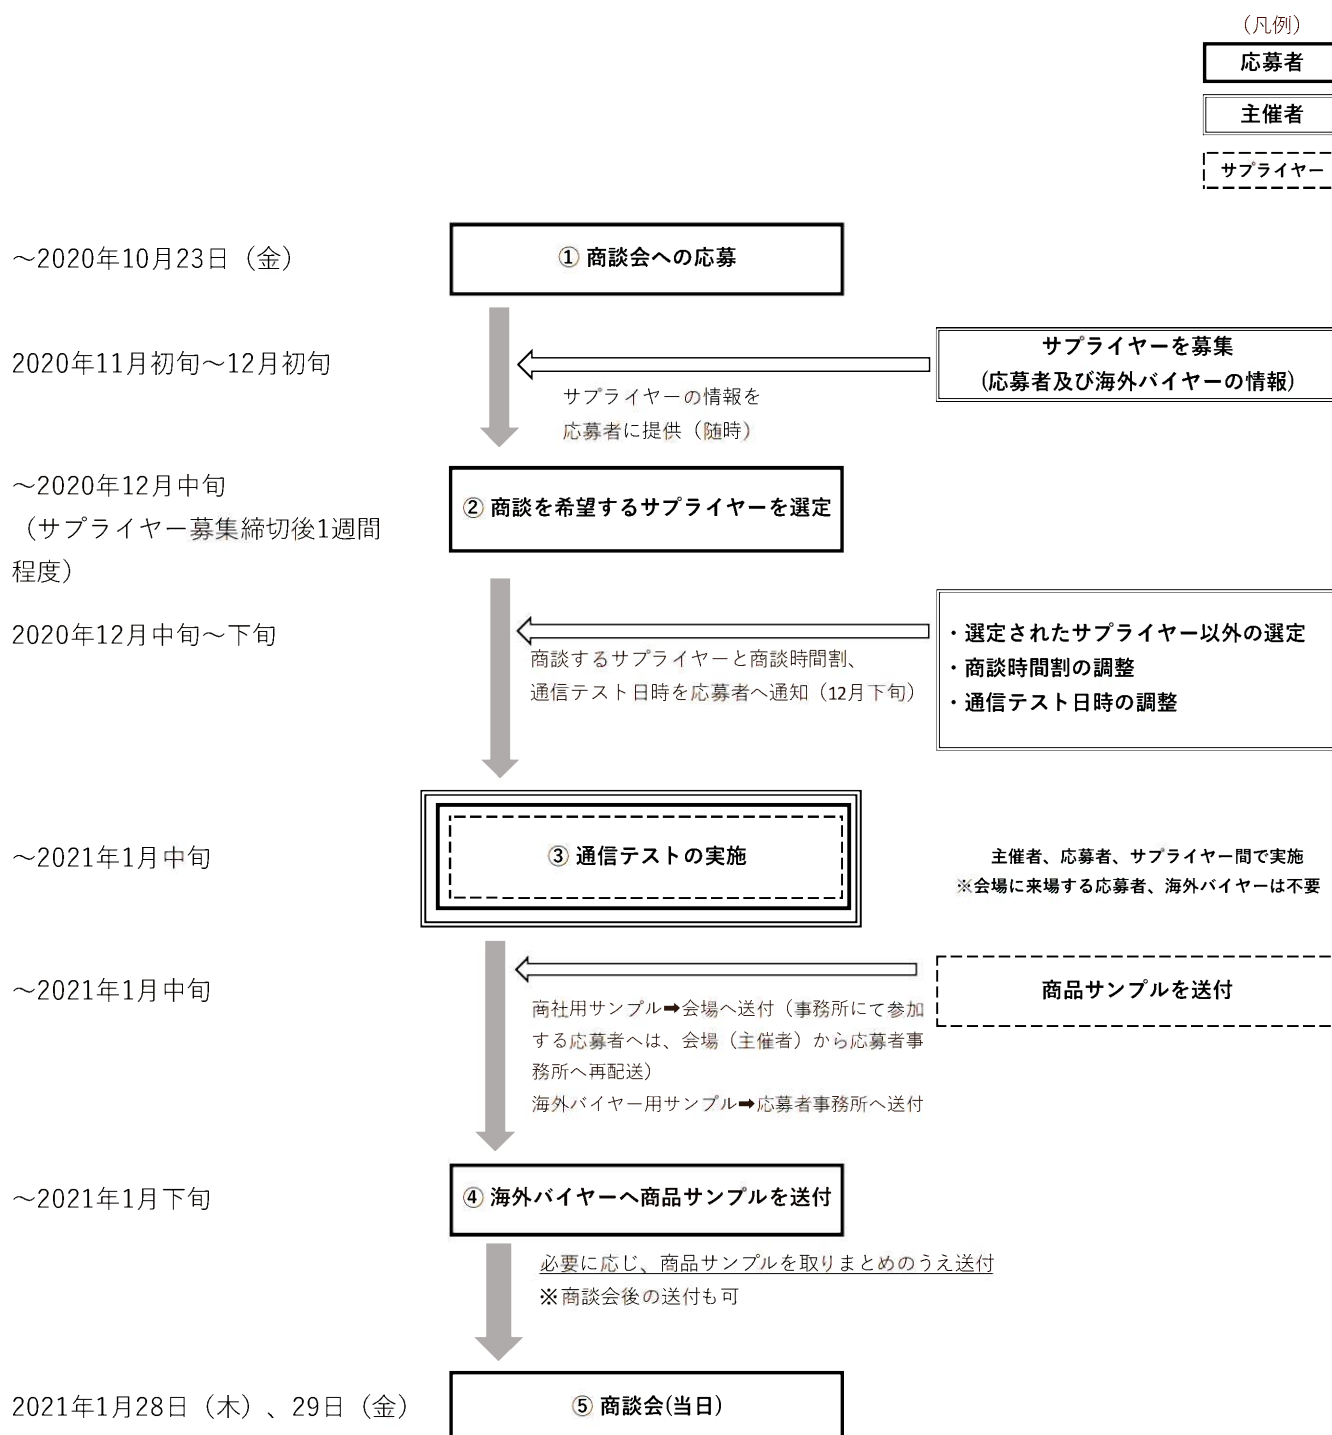 （凡例）
応募者
主催者
サプライヤー
～2020年10月23日（金）
① 商談会への応募
2020年11月初旬～12月初旬
サプライヤーを募集
(応募者及び海外バイヤーの情報)
サプライヤーの情報を
応募者に提供（随時）
～2020年12月中旬
（サプライヤー募集締切後1週間
程度）
② 商談を希望するサプライヤーを選定
2020年12月中旬～下旬
・選定されたサプライヤー以外の選定
・商談時間割の調整
・通信テスト日時の調整
商談するサプライヤーと商談時間割、
通信テスト日時を応募者へ通知（12月下旬）
～2021年1月中旬
③ 通信テストの実施
主催者、応募者、サプライヤー間で実施
※会場に来場する応募者、海外バイヤーは不要
～2021年1月中旬
商品サンプルを送付
商社用サンプル➡会場へ送付（事務所にて参加
する応募者へは、会場（主催者）から応募者事
務所へ再配送）
海外バイヤー用サンプル➡応募者事務所へ送付
～2021年1月下旬
④ 海外バイヤーへ商品サンプルを送付
必要に応じ、商品サンプルを取りまとめのうえ送付
※商談会後の送付も可
2021年1月28日（木）、29日（金）
⑤ 商談会(当日)